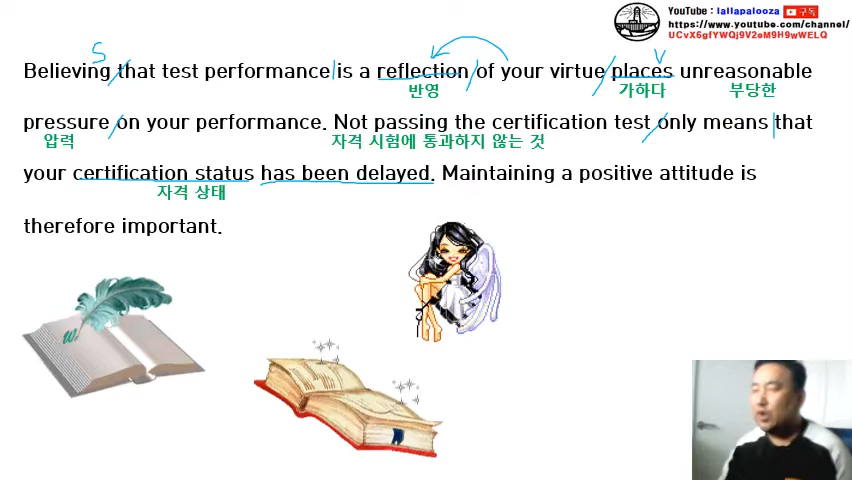 YouTube : lallapalooza 구독
https://www.youtube.com/channel/
UCvX6gfYWQj9V2eM9H9wWELQ
S
V
Believing that test performance is a reflection of your virtue places unreasonable
반영 가하다 부당한
pressure on your performance. Not passing the certification test only means that
압력 자격 시험에 통과하지 않는 것
your certification status has been delayed. Maintaining a positive attitude is
자격 상태
therefore important.